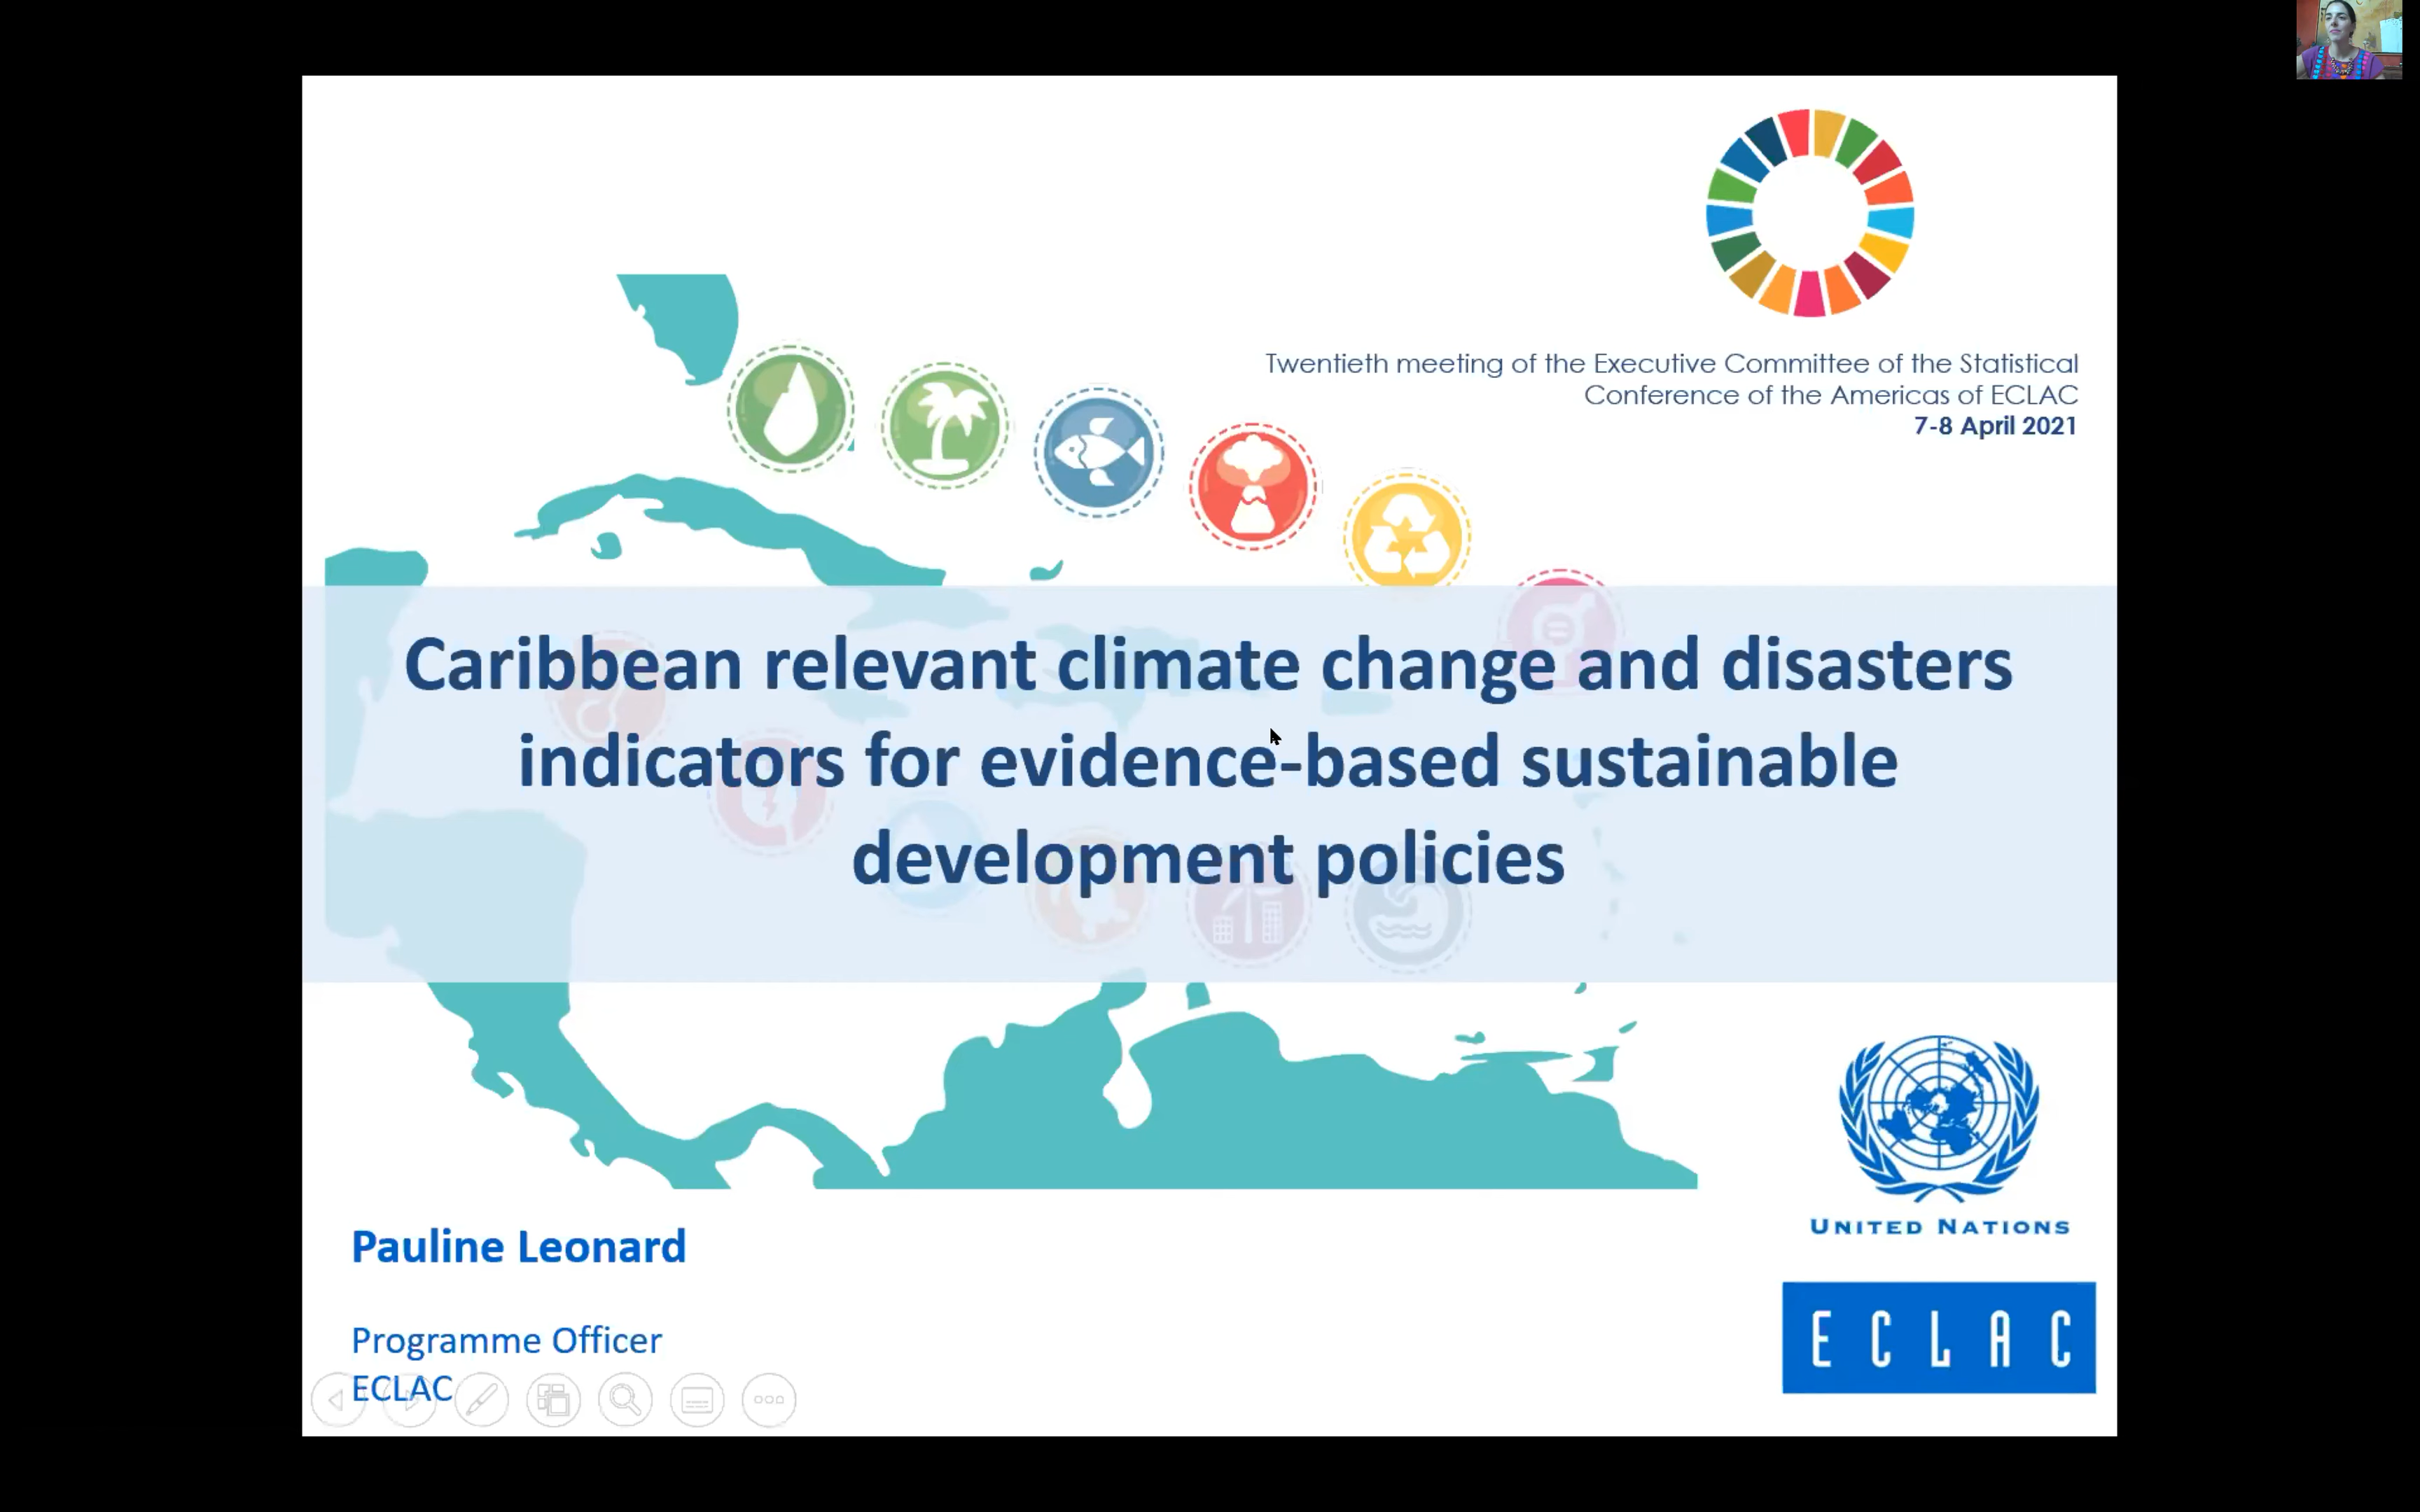 Twentieth meeting of the Executive Committee of the Statistical
Conference of the Americas of ECLAC
7-8 April 2021
Caribbean relevant climate change and disasters
indicators for evidence-based sustainable
development policies
UNITED NATIONS
Pauline Leonard
Programme Officer
ECLAC
ECLAC